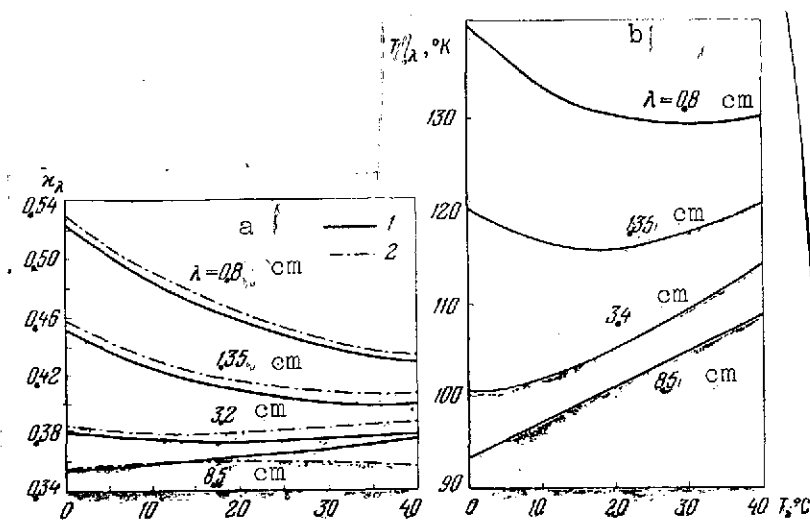 b
°K
λ=0,8 cm
130
120
1,35 cm
110
3,4 cm
100
8,5 cm
90
0 10 20 30 40 T, °C
ϰλ
0,54
a
1
2
0,50
λ=0,8 cm
0,46
1,35 cm
0,42
3,2 cm
0,38
8,5 cm
0,34
0 10 20 30 40